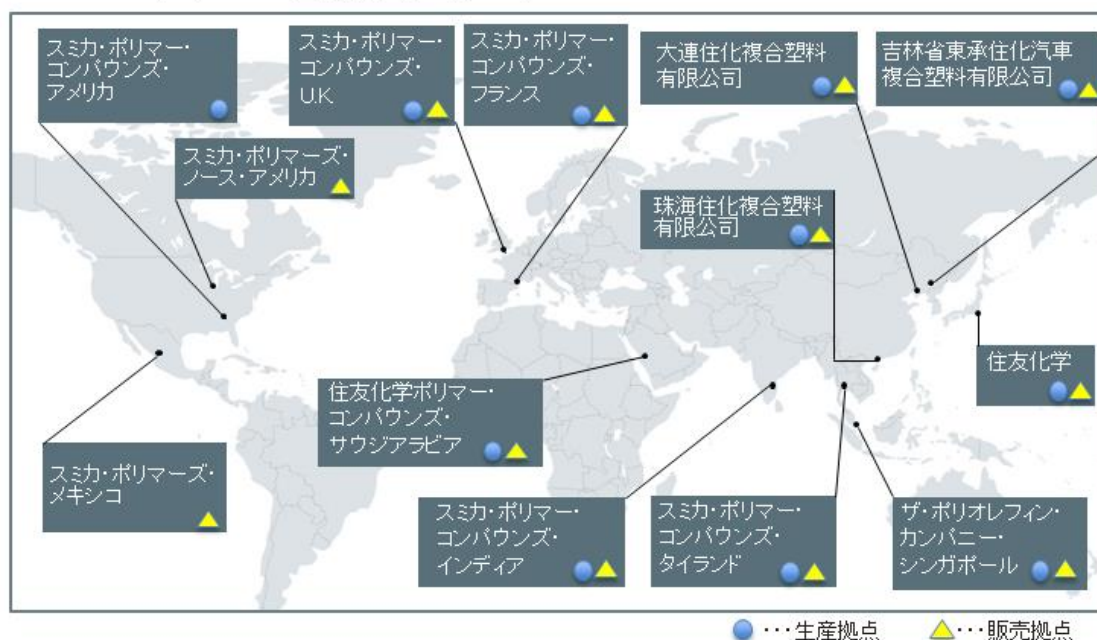 スミカ・ポリマー・
コンパウンズ・
アメリカ
スミカ・ポリマー・
コンパウンズ・
U.K
スミカ・ポリマー・
コンパウンズ・
フランス
大連住化複合塑料
有限公司
吉林省東承住化汽車
複合塑料有限公司
スミカ・ポリマーズ・
ノース・アメリカ
珠海住化複合塑料
有限公司
住友化学
住友化学ポリマー・
コンパウンズ・
サウジアラビア
スミカ・ポリマーズ・
メキシコ
スミカ・ポリマー・
コンパウンズ・
インディア
スミカ・ポリマー・
コンパウンズ・
タイランド
ザ・ポリオレフィン・
カンパニー・
シンガポール
・・・生産拠点
・・・販売拠点